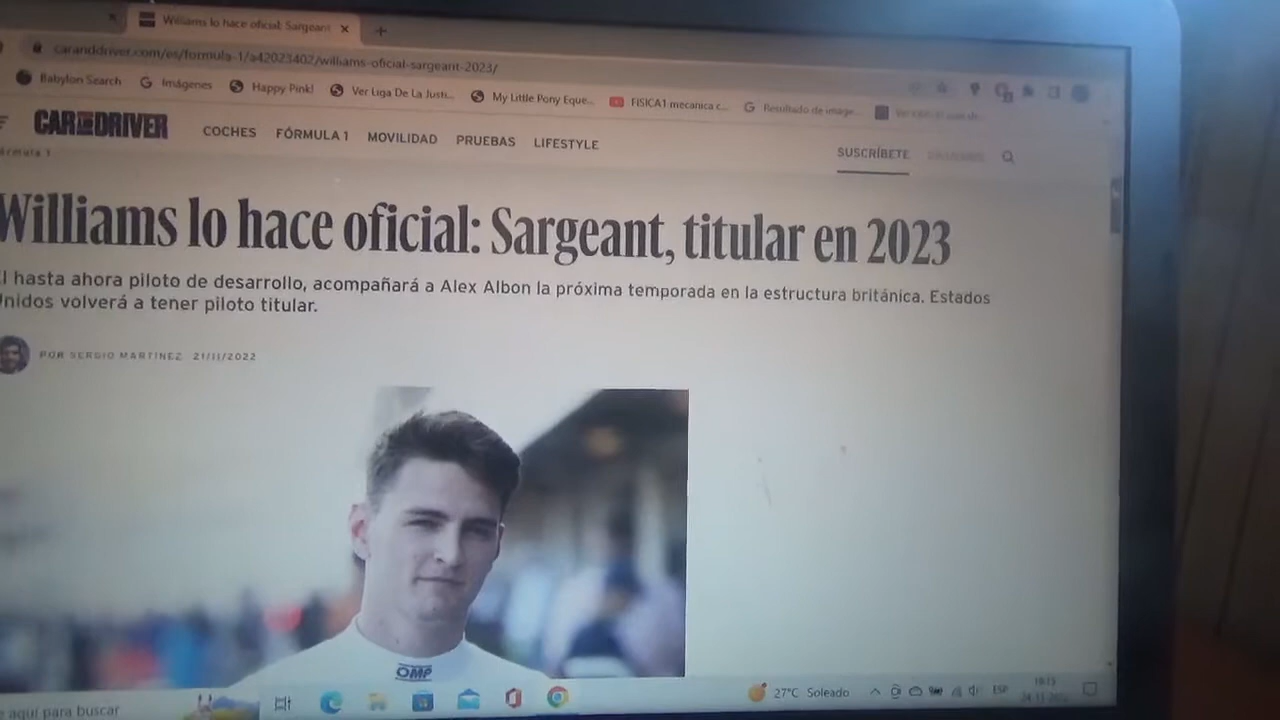 Williams lo hace oficial: Sargeant
caranddriver.com/es/formula-1/a42023402/williams-oficial-sargeant-2023/
Babylon Search Imágenes Happy Pink! Ver Liga De La Justi... My Little Pony Eque... FISICA1 mecanica c... Resultado de image...
CAR AND DRIVER COCHES FÓRMULA 1 MOVILIDAD PRUEBAS LIFESTYLE SUSCRÍBETE
Williams lo hace oficial: Sargeant, titular en 2023
l hasta ahora piloto de desarrollo, acompañará a Alex Albon la próxima temporada en la estructura británica. Estados
Unidos volverá a tener piloto titular.
POR SERGIO MARTINEZ 21/11/2022
OMP
aquí para buscar 27°C Soleado ESP